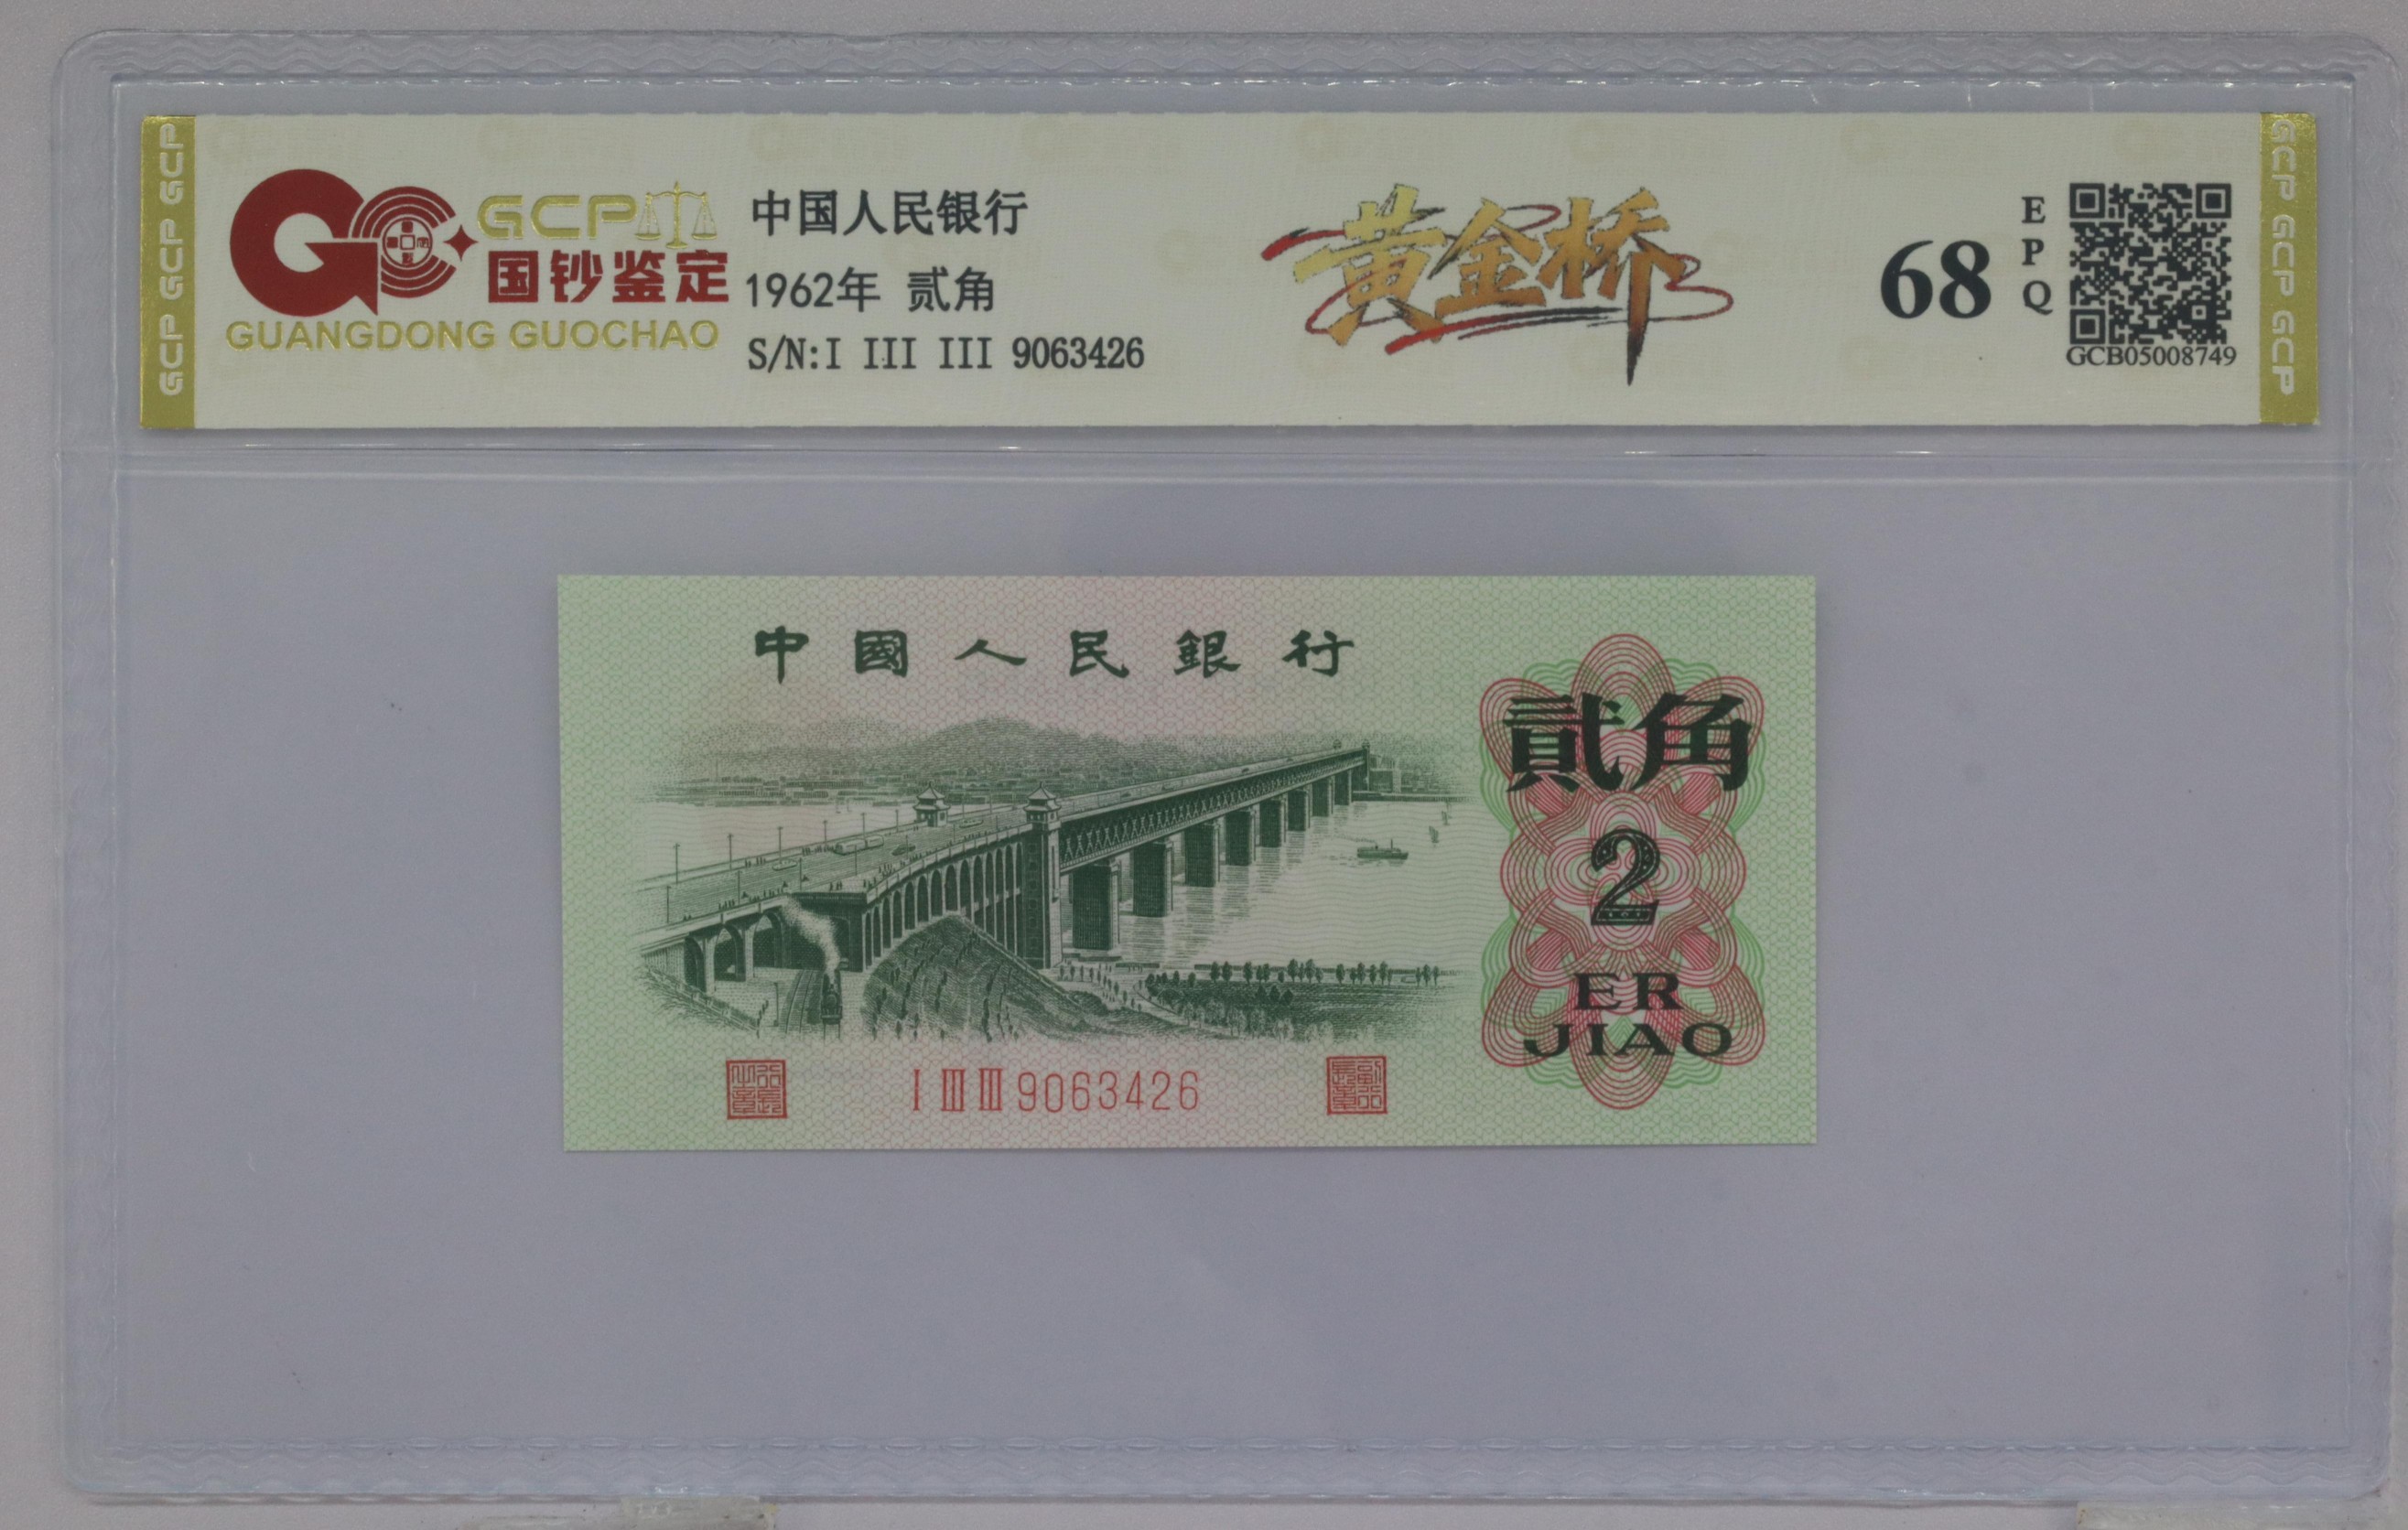 GCP GCP GCP
GCP
国钞鉴定
GUANGDONG GUOCHAO
中国人民银行
1962年 贰角
S/N:I III III 9063426
黄金桥
68
EPQ
GCB05008749
GCP GCP GCP
中國人民銀行
貳角
2
ER
JIAO
I III III 9063426